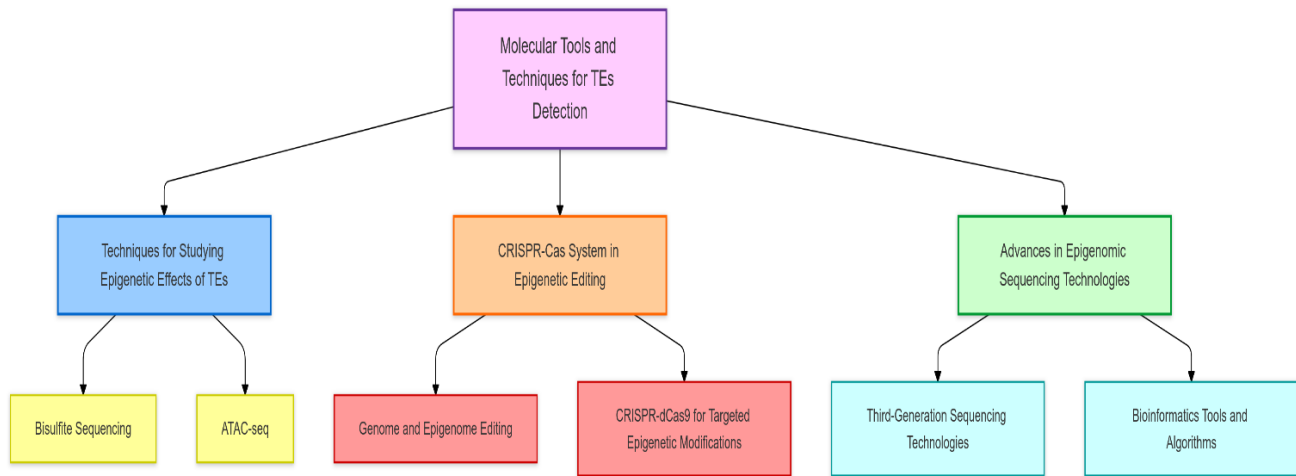 Molecular Tools and
Techniques for TEs
Detection
Techniques for Studying
Epigenetic Effects of TEs
CRISPR-Cas System in
Epigenetic Editing
Advances in Epigenomic
Sequencing Technologies
Bisulfite Sequencing
ATAC-seq
Genome and Epigenome Editing
CRISPR-dCas9 for Targeted
Epigenetic Modifications
Third-Generation Sequencing
Technologies
Bioinformatics Tools and
Algorithms